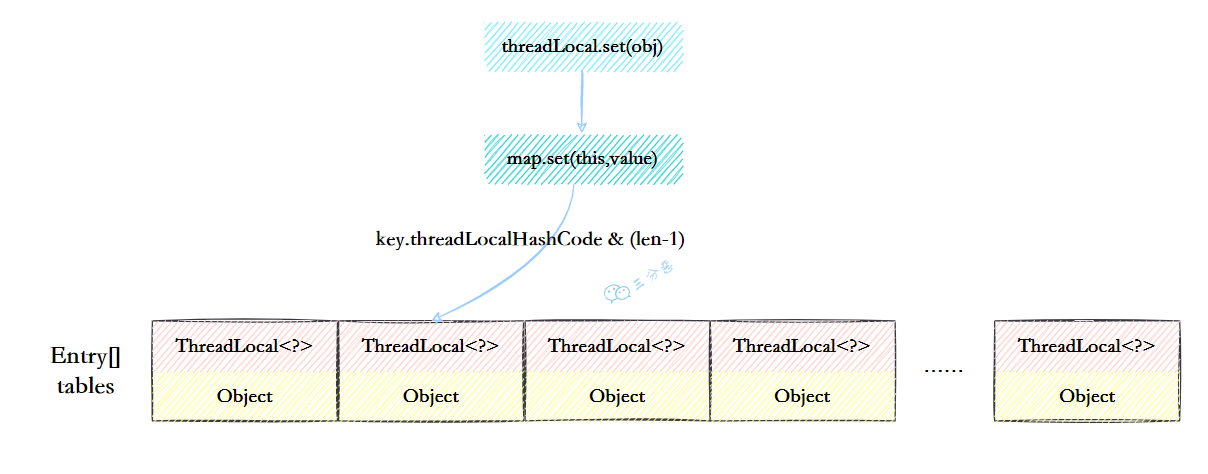 threadLocal.set(obj)
map.set(this,value)
key.threadLocalHashCode & (len-1)
三分恶
Entry[]
tables
ThreadLocal<?>
ThreadLocal<?>
ThreadLocal<?>
ThreadLocal<?>
......
ThreadLocal<?>
Object
Object
Object
Object
Object